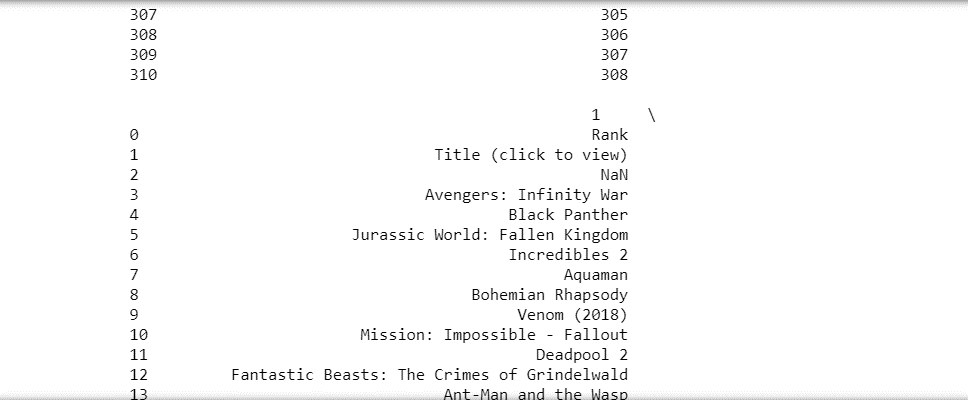 307 305
308 306
309 307
310 308
1 \
0 Rank
1 Title (click to view)
2 NaN
3 Avengers: Infinity War
4 Black Panther
5 Jurassic World: Fallen Kingdom
6 Incredibles 2
7 Aquaman
8 Bohemian Rhapsody
9 Venom (2018)
10 Mission: Impossible - Fallout
11 Deadpool 2
12 Fantastic Beasts: The Crimes of Grindelwald
13 Ant-Man and the Wasp